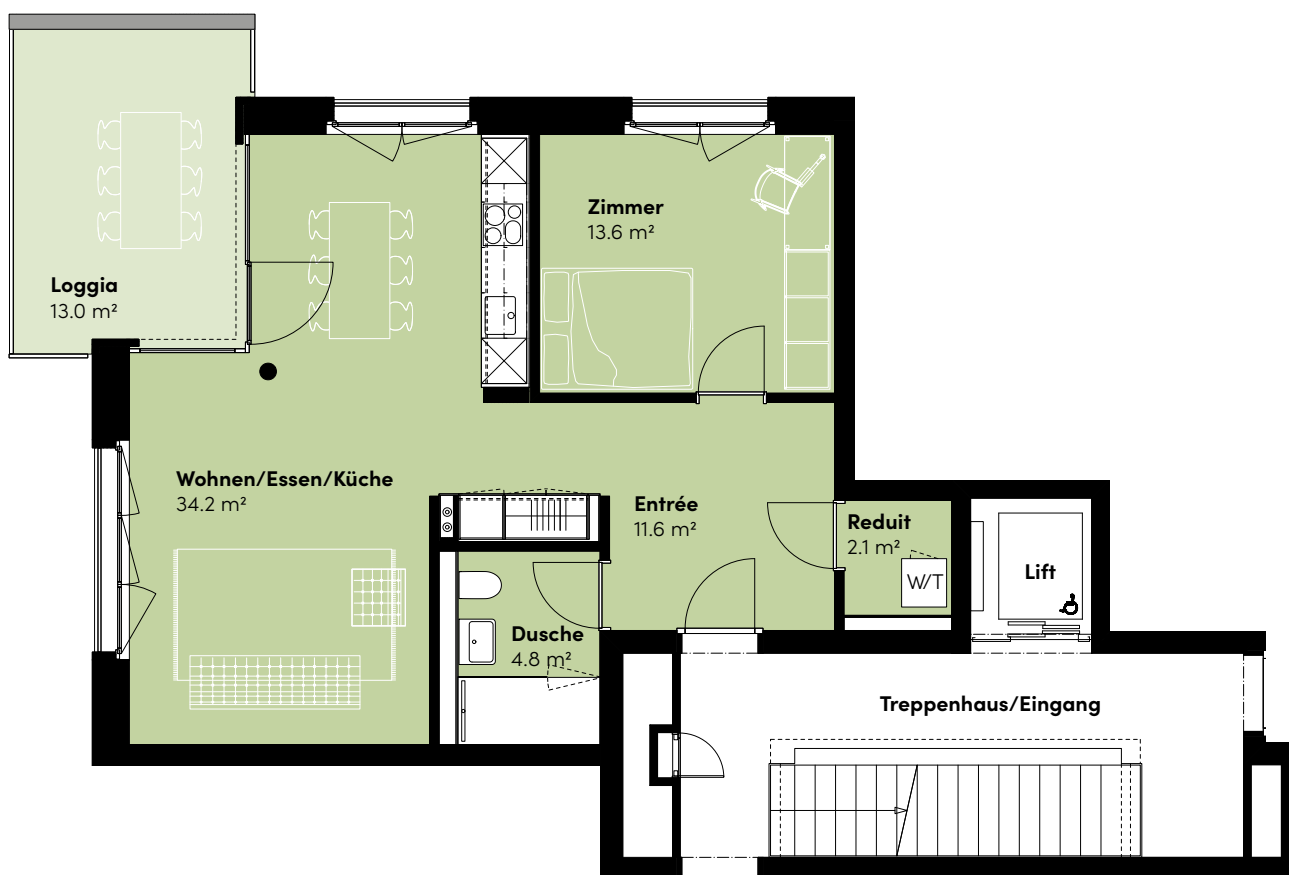 Zimmer
13.6 m²
Loggia
13.0 m²
Wohnen/Essen/Küche
34.2 m²
Entrée
11.6 m²
Reduit
2.1 m²
W/T
Lift
Dusche
4.8 m²
Treppenhaus/Eingang